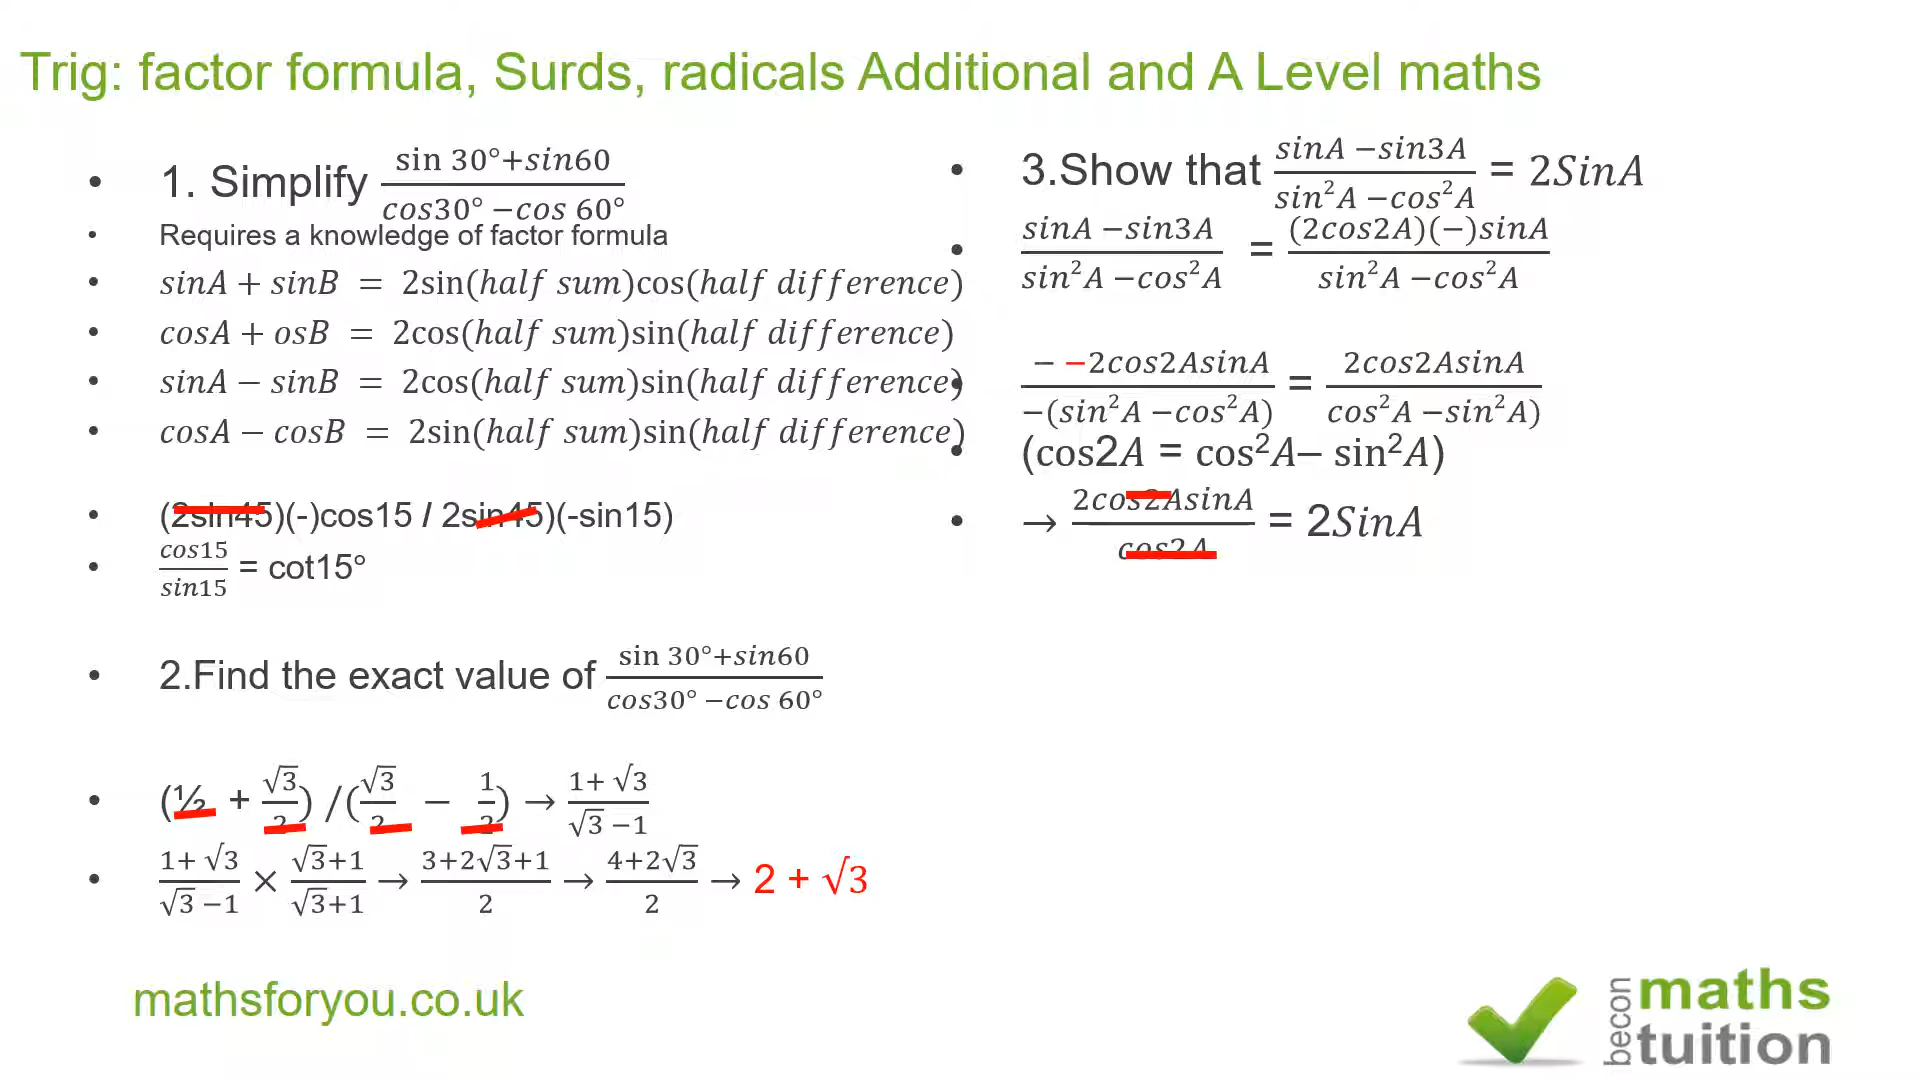 Trig: factor formula, Surds, radicals Additional and A Level maths
• 1. Simplify (sin 30°+sin60)/(cos30° −cos 60°)
• Requires a knowledge of factor formula
• sinA + sinB = 2sin(half sum)cos(half difference)
• cosA + osB = 2cos(half sum)sin(half difference)
• sinA − sinB = 2cos(half sum)sin(half difference)
• cosA − cosB = 2sin(half sum)sin(half difference)
• (2sin45)(-)cos15 / 2sin45)(-sin15)
• cos15/sin15 = cot15°
• 2.Find the exact value of (sin 30°+sin60)/(cos30° −cos 60°)
• (½ + √3/2) /(√3/2 − 1/2) → (1+ √3)/(√3 −1)
• (1+ √3)/(√3 −1) × (√3+1)/(√3+1) → (3+2√3+1)/2 → (4+2√3)/2 → 2 + √3
• 3.Show that (sinA −sin3A)/(sin²A −cos²A) = 2SinA
• (sinA −sin3A)/(sin²A −cos²A) = (2cos2A)(−)sinA/(sin²A −cos²A)
• − −2cos2AsinA/−(sin²A −cos²A) = 2cos2AsinA/cos²A −sin²A)
• (cos2A = cos²A– sin²A)
• → 2cos2AsinA/cos2A = 2SinA
mathsforyou.co.uk
becon maths tuition